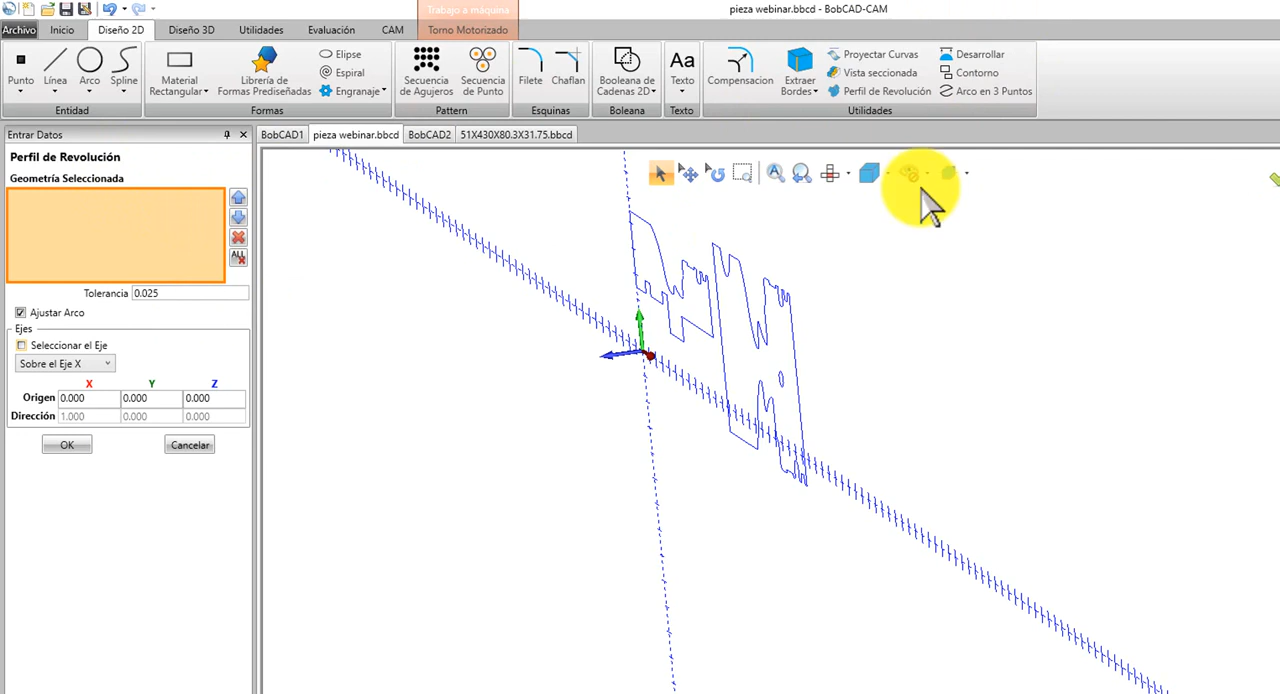 pieza webinar.bbcd - BobCAD-CAM
Trabajo a máquina
Archivo Inicio Diseño 2D Diseño 3D Utilidades Evaluación CAM Torno Motorizado
Punto Línea Arco Spline
Entidad
Material Rectangular
Librería de Formas Prediseñadas
Elipse
Espiral
Engranaje
Formas
Secuencia de Agujeros
Secuencia de Punto
Pattern
Filete Chaflan
Esquinas
Booleana de Cadenas 2D
Boleana
Aa
Texto
Texto
Compensacion
Extraer Bordes
Proyectar Curvas
Vista seccionada
Perfil de Revolución
Desarrollar
Contorno
Arco en 3 Puntos
Utilidades
Entrar Datos
BobCAD1 pieza webinar.bbcd BobCAD2 51X430X80.3X31.75.bbcd
Perfil de Revolución
Geometría Seleccionada
ALL
Tolerancia 0.025
Ajustar Arco
Ejes
Seleccionar el Eje
Sobre el Eje X
X Y Z
Origen 0.000 0.000 0.000
Dirección 1.000 0.000 0.000
OK Cancelar